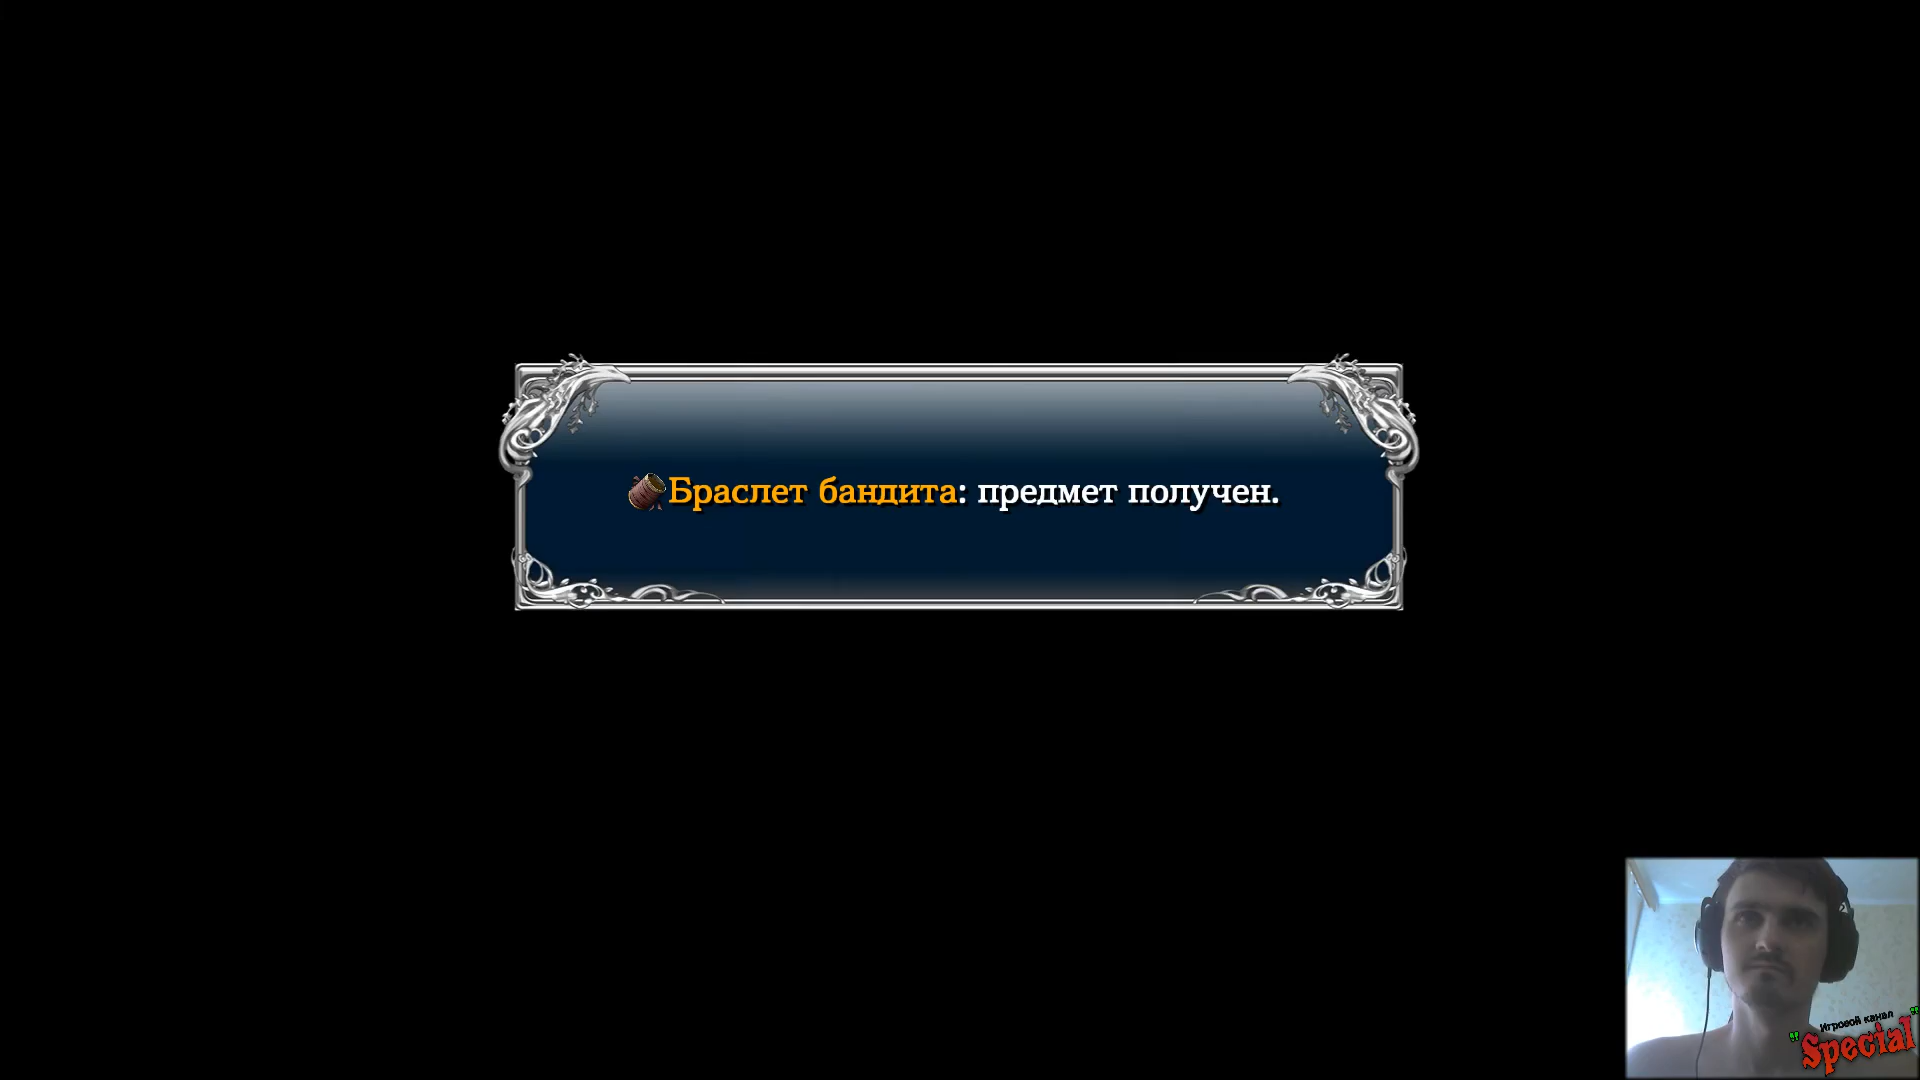 Браслет бандита: предмет получен.
Игровой канал
"Special"